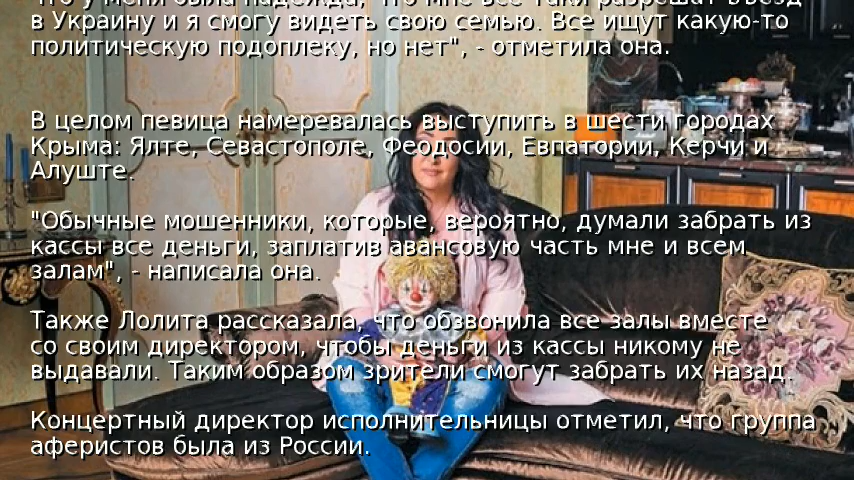 что у меня была надежда, что мне все-таки разрешат въезд
в Украину и я смогу видеть свою семью. Все ищут какую-то
политическую подоплеку, но нет", - отметила она.
В целом певица намеревалась выступить в шести городах
Крыма: Ялте, Севастополе, Феодосии, Евпатории, Керчи и
Алуште.
"Обычные мошенники, которые, вероятно, думали забрать из
кассы все деньги, заплатив авансовую часть мне и всем
залам", - написала она.
Также Лолита рассказала, что обзвонила все залы вместе
со своим директором, чтобы деньги из кассы никому не
выдавали. Таким образом зрители смогут забрать их назад.
Концертный директор исполнительницы отметил, что группа
аферистов была из России.